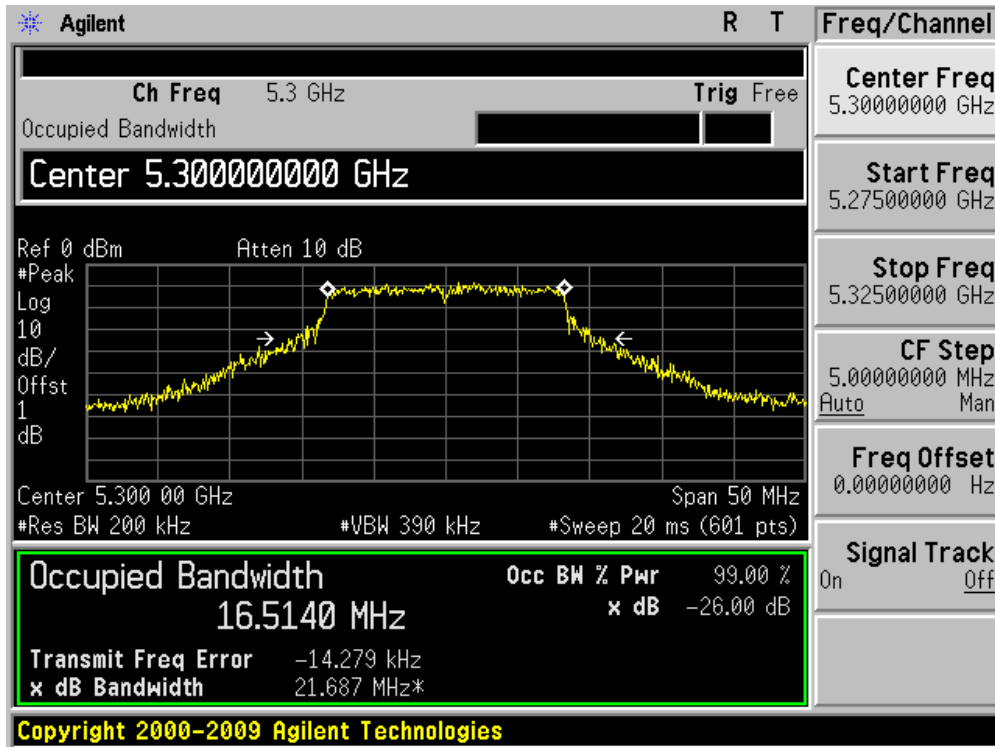 Agilent R T
Ch Freq 5.3 GHz Trig Free
Occupied Bandwidth
Center 5.300000000 GHz
Ref 0 dBm Atten 10 dB
#Peak
Log
10
dB/
Offst
1
dB
Center 5.300 00 GHz Span 50 MHz
#Res BW 200 kHz #VBW 390 kHz #Sweep 20 ms (601 pts)
Occupied Bandwidth
16.5140 MHz
Occ BW % Pwr 99.00 %
x dB -26.00 dB
Transmit Freq Error -14.279 kHz
x dB Bandwidth 21.687 MHz*
Copyright 2000-2009 Agilent Technologies
Freq/Channel
Center Freq
5.30000000 GHz
Start Freq
5.27500000 GHz
Stop Freq
5.32500000 GHz
CF Step
5.00000000 MHz
Auto Man
Freq Offset
0.00000000 Hz
Signal Track
On Off